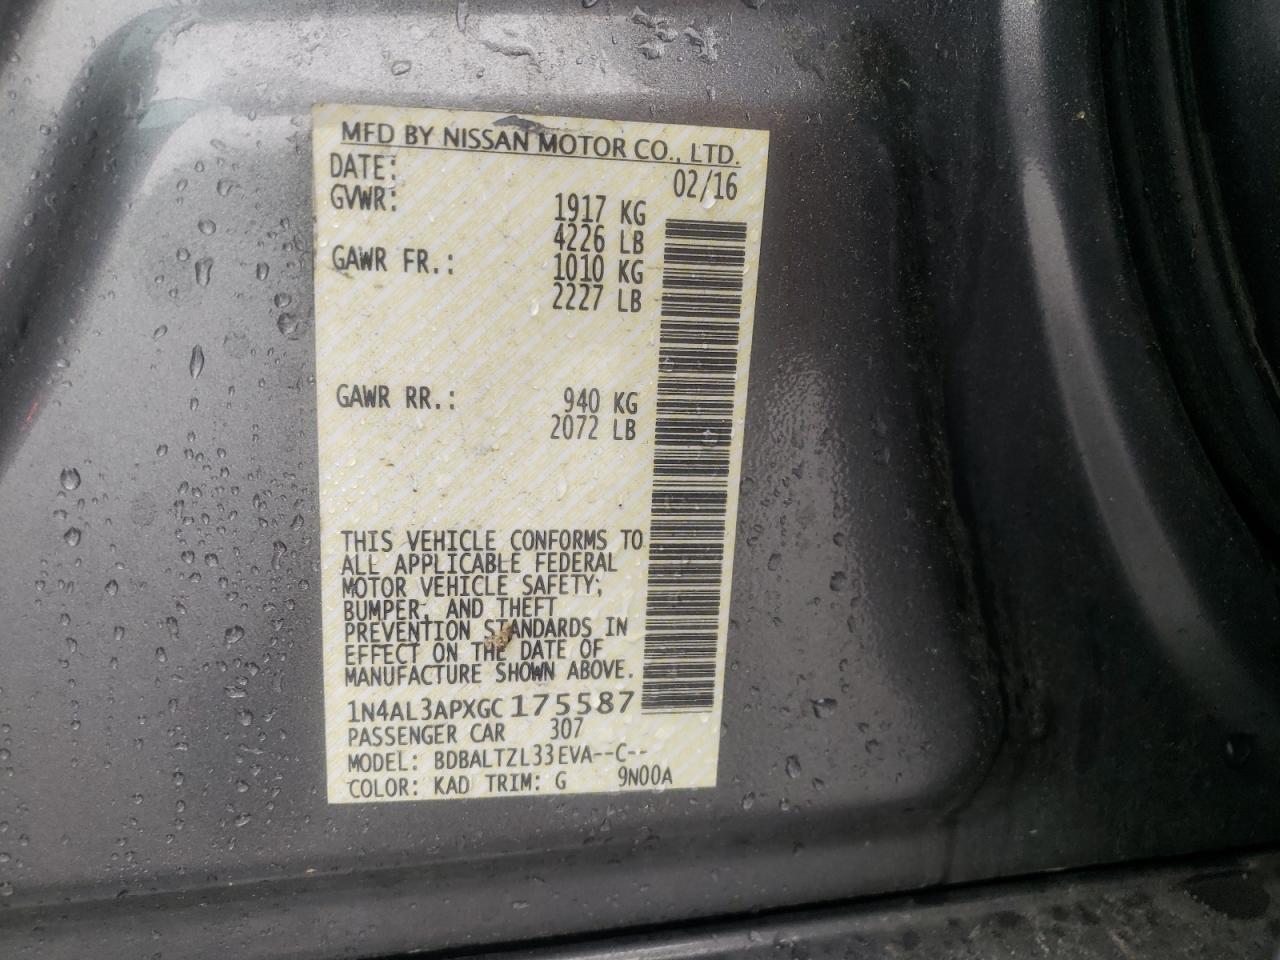 MFD BY NISSAN MOTOR CO., LTD.
DATE: 02/16
GVWR: 1917 KG
4226 LB
GAWR FR.: 1010 KG
2227 LB
GAWR RR.: 940 KG
2072 LB
THIS VEHICLE CONFORMS TO
ALL APPLICABLE FEDERAL
MOTOR VEHICLE SAFETY,
BUMPER, AND THEFT
PREVENTION STANDARDS IN
EFFECT ON THE DATE OF
MANUFACTURE SHOWN ABOVE.
1N4AL3APXGC175587
PASSENGER CAR 307
MODEL: BDBALTZL33EVA--C--
COLOR: KAD TRIM: G 9N00A